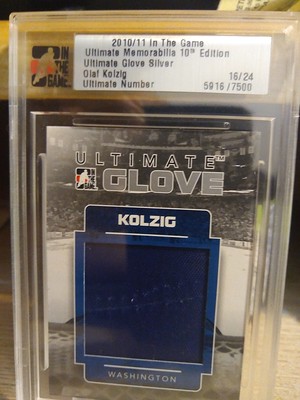 IN
THE
GAME
2010/11 In The Game
Ultimate Memorabilia 10th Edition
Ultimate Glove Silver
Olaf Kolzig 16/24
Ultimate Number 5916/7500
ULTIMATE™
GLOVE
KOLZIG
WASHINGTON